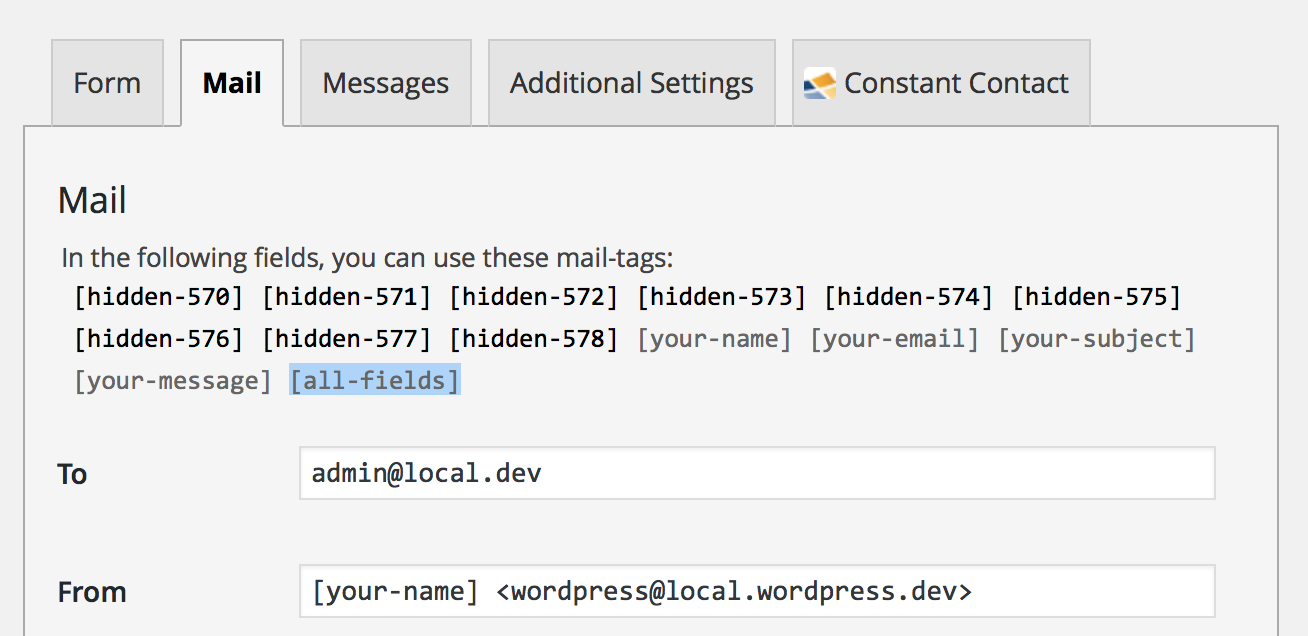 Form Mail Messages Additional Settings Constant Contact
Mail
In the following fields, you can use these mail-tags:
[hidden-570] [hidden-571] [hidden-572] [hidden-573] [hidden-574] [hidden-575]
[hidden-576] [hidden-577] [hidden-578] [your-name] [your-email] [your-subject]
[your-message] [all-fields]
To admin@local.dev
From [your-name] <wordpress@local.wordpress.dev>